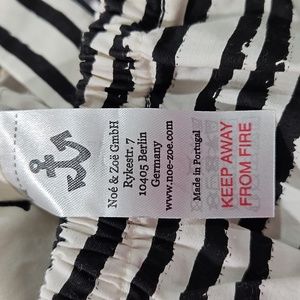 Noé & Zoë GmbH
Rykestr. 7
10405 Berlin
Germany
www.noe-zoe.com
Made in Portugal
KEEP AWAY
FROM FIRE